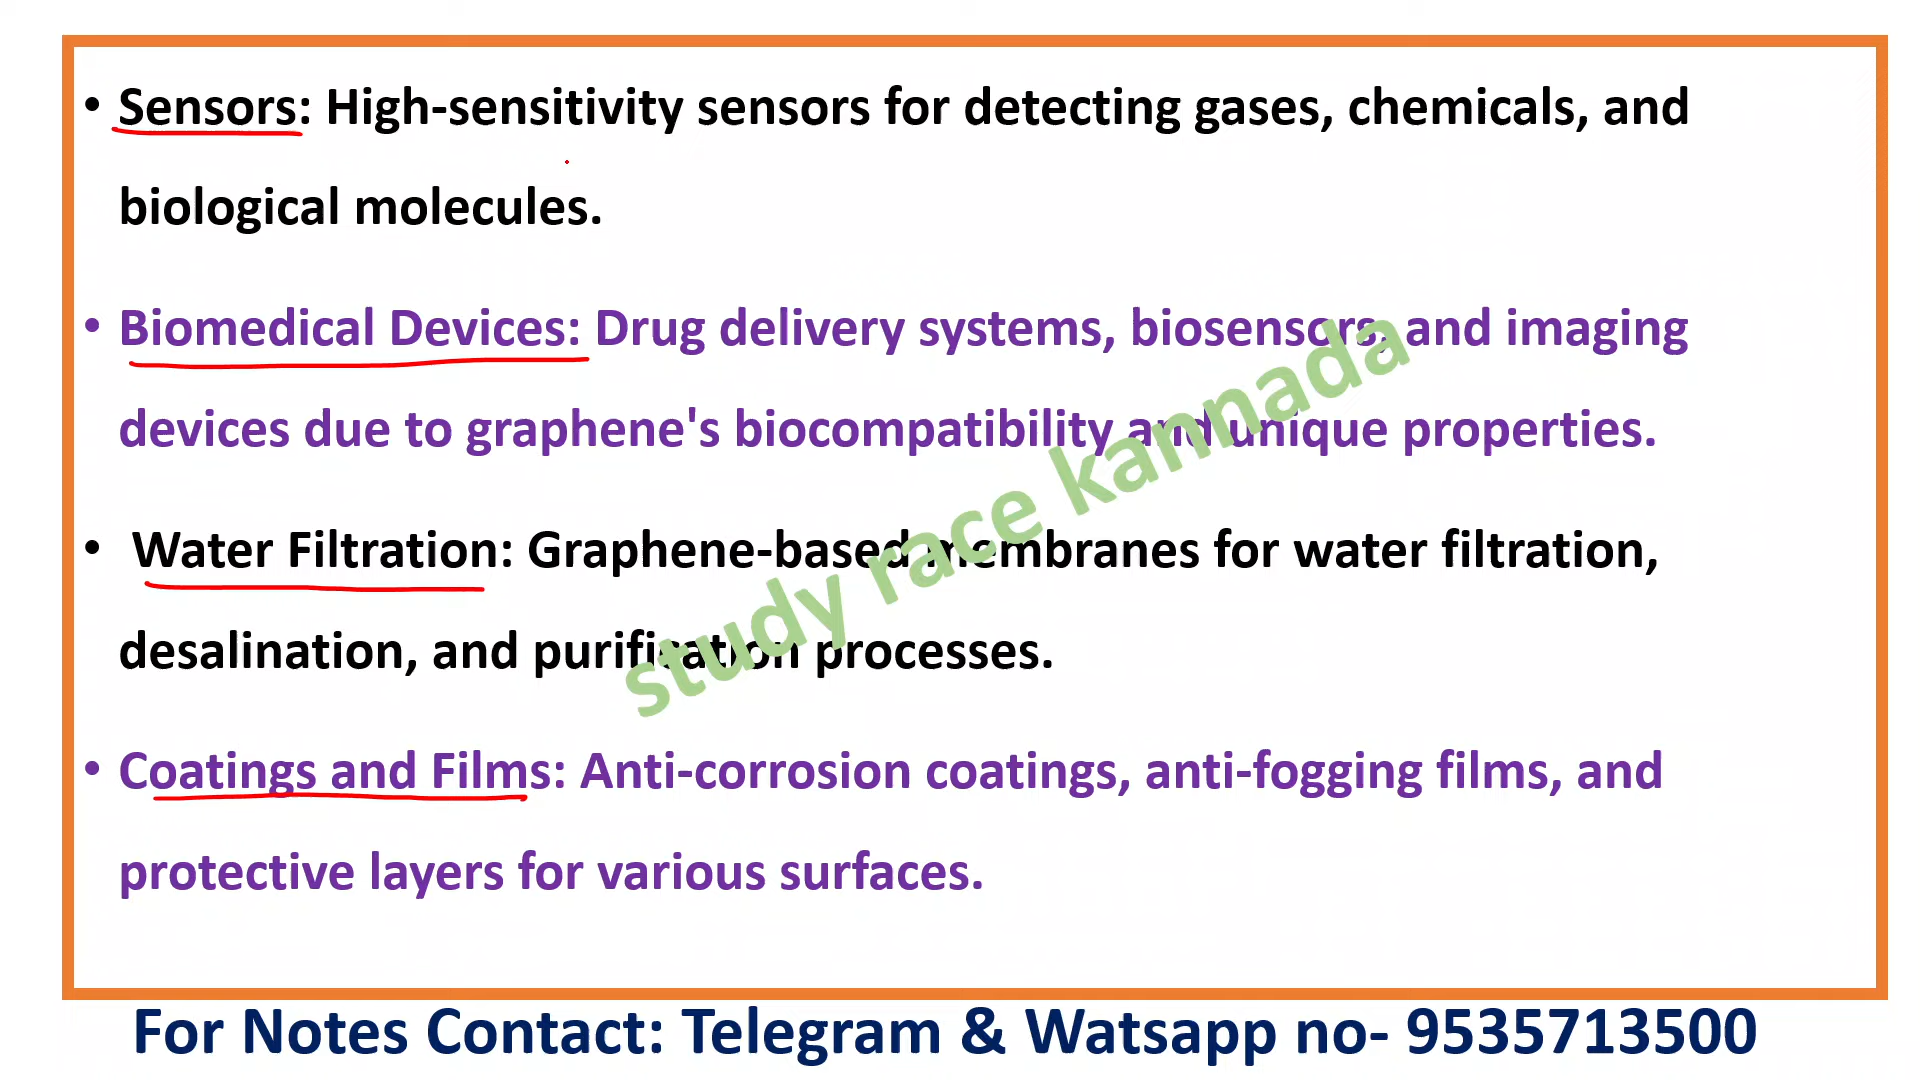 • Sensors: High-sensitivity sensors for detecting gases, chemicals, and
biological molecules.
• Biomedical Devices: Drug delivery systems, biosensors, and imaging
devices due to graphene's biocompatibility and unique properties.
• Water Filtration: Graphene-based membranes for water filtration,
desalination, and purification processes.
• Coatings and Films: Anti-corrosion coatings, anti-fogging films, and
protective layers for various surfaces.
study race kannada
For Notes Contact: Telegram & Watsapp no- 9535713500